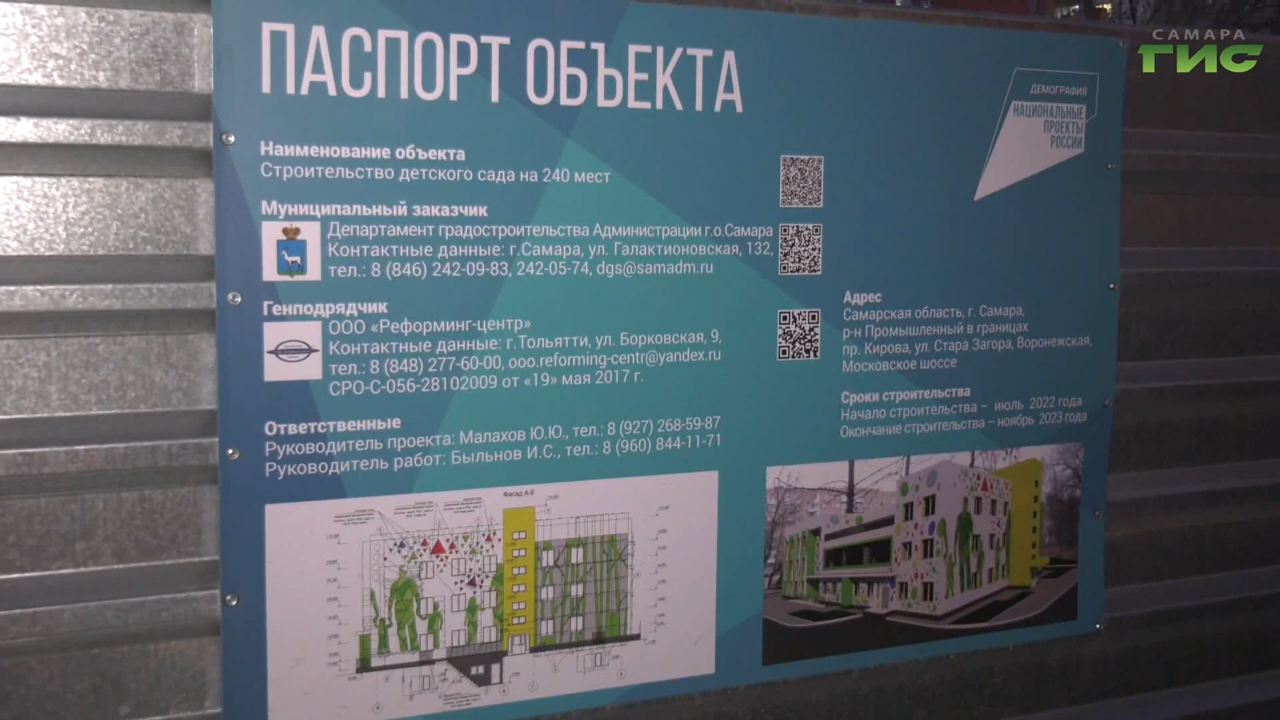 ПАСПОРТ ОБЪЕКТА
САМАРА
ГИС
ДЕМОГРАФИЯ
НАЦИОНАЛЬНЫЕ
ПРОЕКТЫ
РОССИИ
Наименование объекта
Строительство детского сада на 240 мест
Муниципальный заказчик
Департамент градостроительства Администрации г.о.Самара
Контактные данные: г.Самара, ул. Галактионовская, 132,
тел.: 8 (846) 242-09-83, 242-05-74, dgs@samadm.ru
Генподрядчик
ООО «Реформинг-центр»
Контактные данные: г.Тольятти, ул. Борковская, 9,
тел.: 8 (848) 277-60-00, ooo.reforming-centr@yandex.ru
СРО-С-056-28102009 от «19» мая 2017 г.
Ответственные
Руководитель проекта: Малахов Ю.Ю., тел.: 8 (927) 268-59-87
Руководитель работ: Быльнов И.С., тел.: 8 (960) 844-11-71
Адрес
Самарская область, г. Самара,
р-н Промышленный в границах
пр. Кирова, ул. Стара Загора, Воронежская,
Московское шоссе
Сроки строительства
Начало строительства – июль 2022 года
Окончание строительства – ноябрь 2023 года
Фасад А-Е